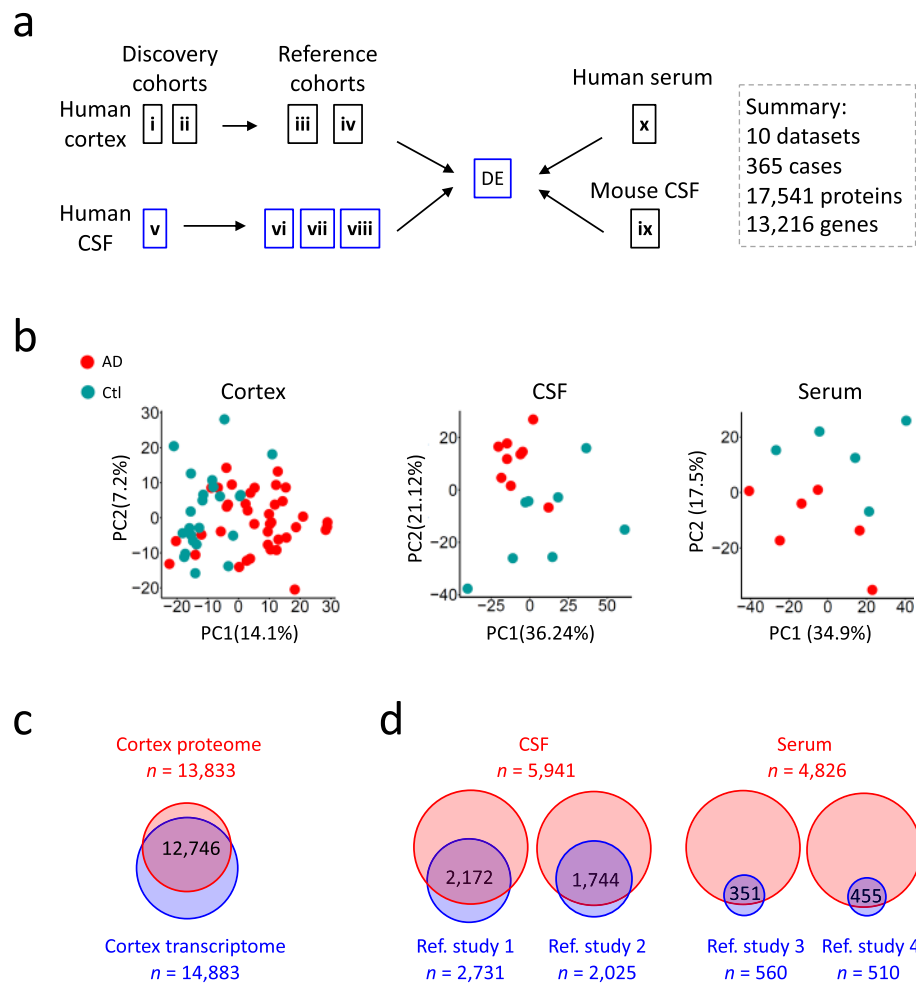 a
Discovery
cohorts
Reference
cohorts
Human
cortex
i ii iii iv
Human serum
x
DE
Human
CSF
v vi vii viii
Mouse CSF
ix
Summary:
10 datasets
365 cases
17,541 proteins
13,216 genes
b
AD
Ctl
Cortex
30
20
10
0
−10
−20
PC2(7.2%)
−20 −10 0 10 20 30
PC1(14.1%)
CSF
20
0
−20
−40
PC2(21.12%)
−25 0 25 50
PC1(36.24%)
Serum
20
0
−20
PC2 (17.5%)
−40 −20 0 20 40
PC1 (34.9%)
c
Cortex proteome
n = 13,833
12,746
Cortex transcriptome
n = 14,883
d
CSF
n = 5,941
2,172
1,744
Ref. study 1
n = 2,731
Ref. study 2
n = 2,025
Serum
n = 4,826
351
455
Ref. study 3
n = 560
Ref. study 4
n = 510